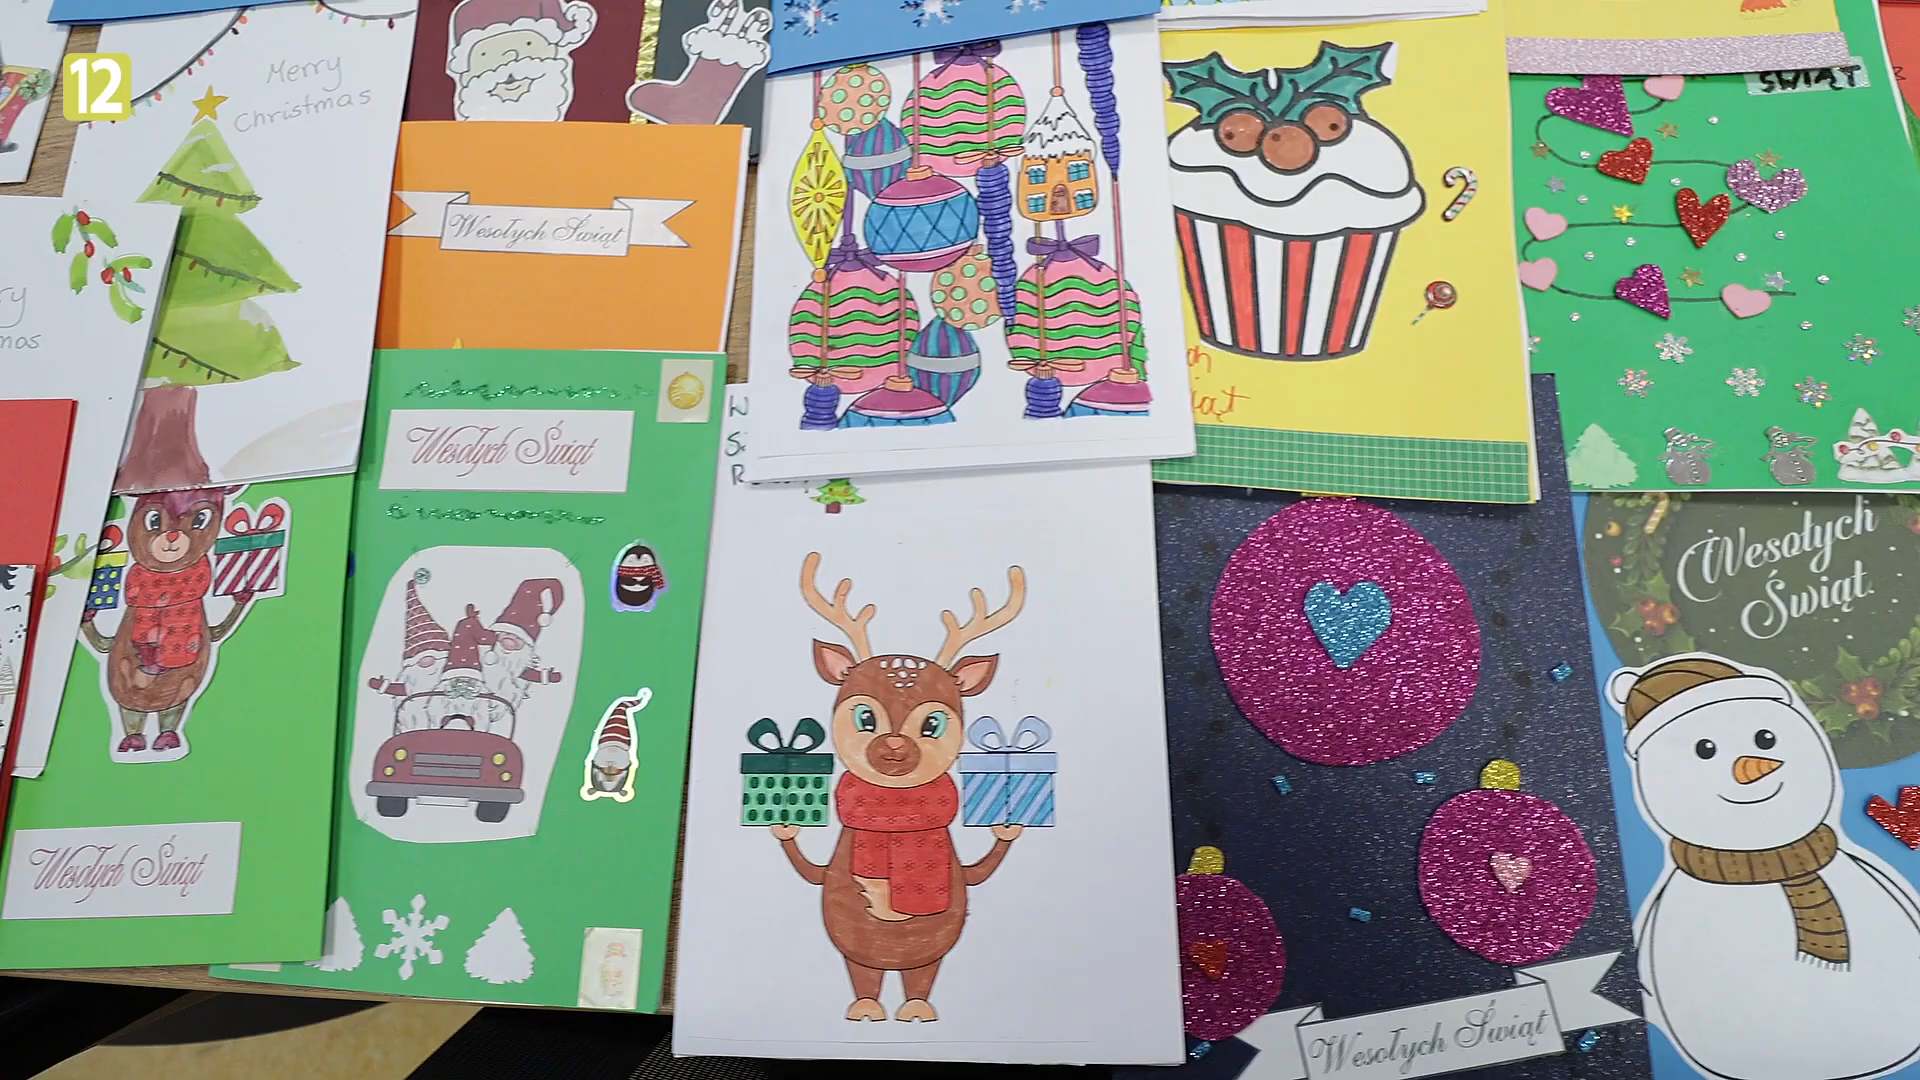 12
Merry
Christmas
ŚWIĄT
Wesołych Świąt
Wesołych Świąt
Wesołych
Świąt
Wesołych Świąt
Wesołych Świąt